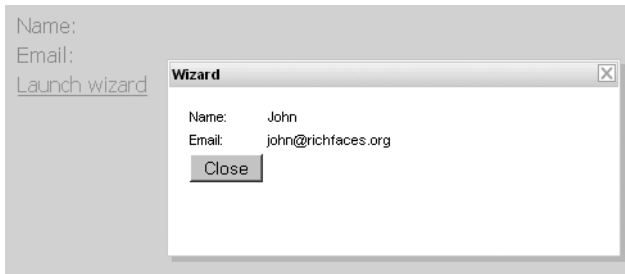 Name:
Email:
Launch wizard
Wizard
Name: John
Email: john@richfaces.org
Close